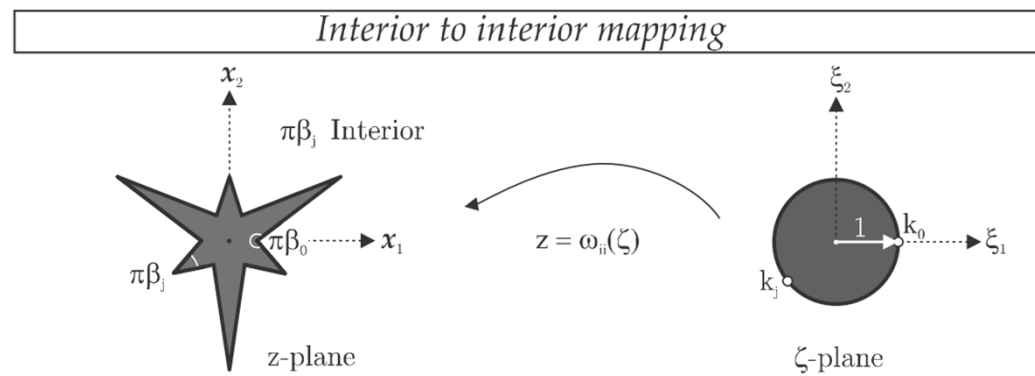 Interior to interior mapping
x₂
πβⱼ Interior
πβ₀
x₁
πβⱼ
z-plane
z = ωᵢᵢ(ζ)
ξ₂
1
k₀
ξ₁
kⱼ
ζ-plane